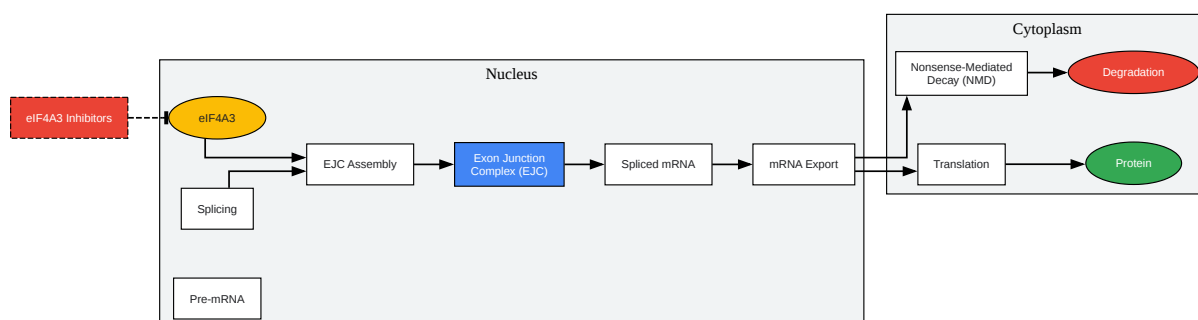 Cytoplasm
Nucleus
Nonsense-Mediated
Decay (NMD)
Degradation
eIF4A3 Inhibitors
eIF4A3
EJC Assembly
Exon Junction
Complex (EJC)
Spliced mRNA
mRNA Export
Translation
Protein
Splicing
Pre-mRNA